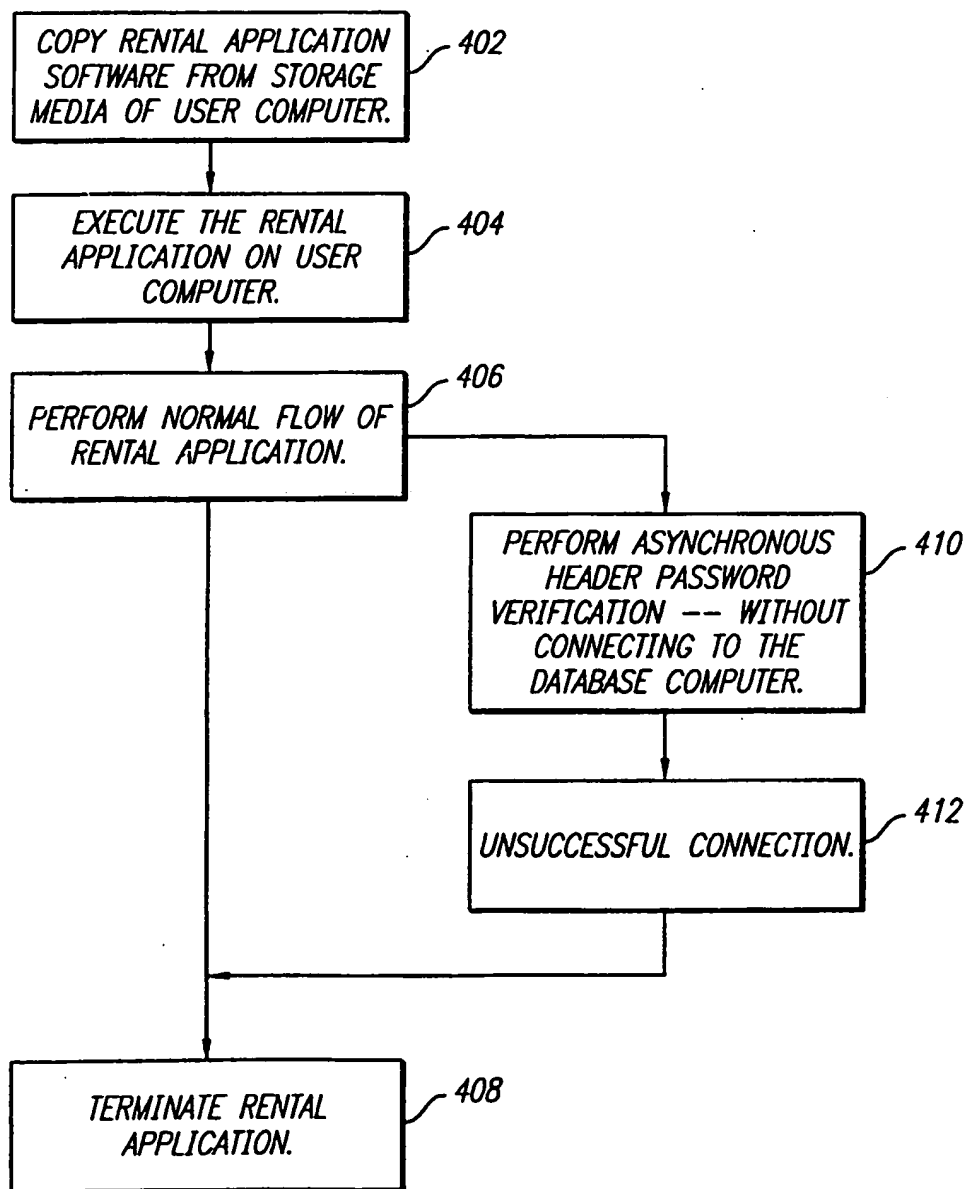 COPY RENTAL APPLICATION
SOFTWARE FROM STORAGE
MEDIA OF USER COMPUTER.
402
EXECUTE THE RENTAL
APPLICATION ON USER
COMPUTER.
404
PERFORM NORMAL FLOW OF
RENTAL APPLICATION.
406
PERFORM ASYNCHRONOUS
HEADER PASSWORD
VERIFICATION -- WITHOUT
CONNECTING TO THE
DATABASE COMPUTER.
410
UNSUCCESSFUL CONNECTION.
412
TERMINATE RENTAL
APPLICATION.
408